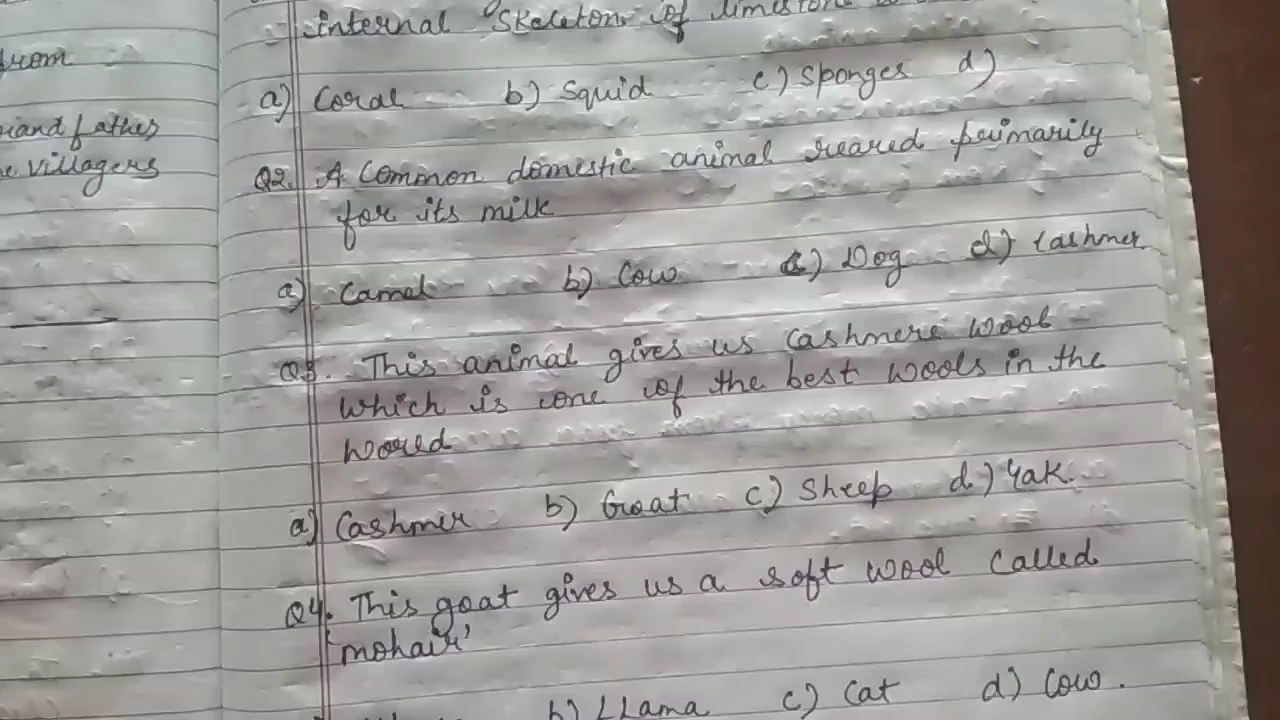 from
grandfather
villagers
internal skeleton of limestone
a) Coral b) Squid c) Sponges d)
Q2. A Common domestic animal reared primarily
for its milk
a) Camel b) Cow c) Dog d) Cashmer
Q3. This animal gives us cashmere wool
which is one of the best wools in the
world
a) Cashmer b) Goat c) Sheep d) Yak.
Q4. This goat gives us a soft wool called
'mohair'
b) LLama c) Cat d) Cow.